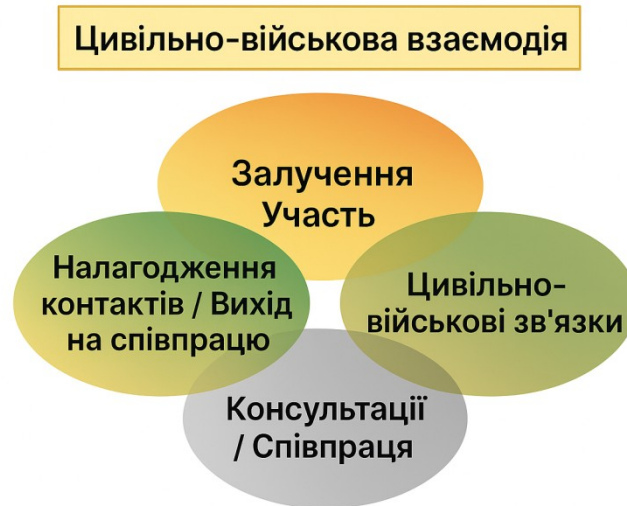 Цивільно-військова взаємодія
Залучення
Участь
Налагодження
контактів / Вихід
на співпрацю
Цивільно-
військові зв'язки
Консультації
/ Співпраця